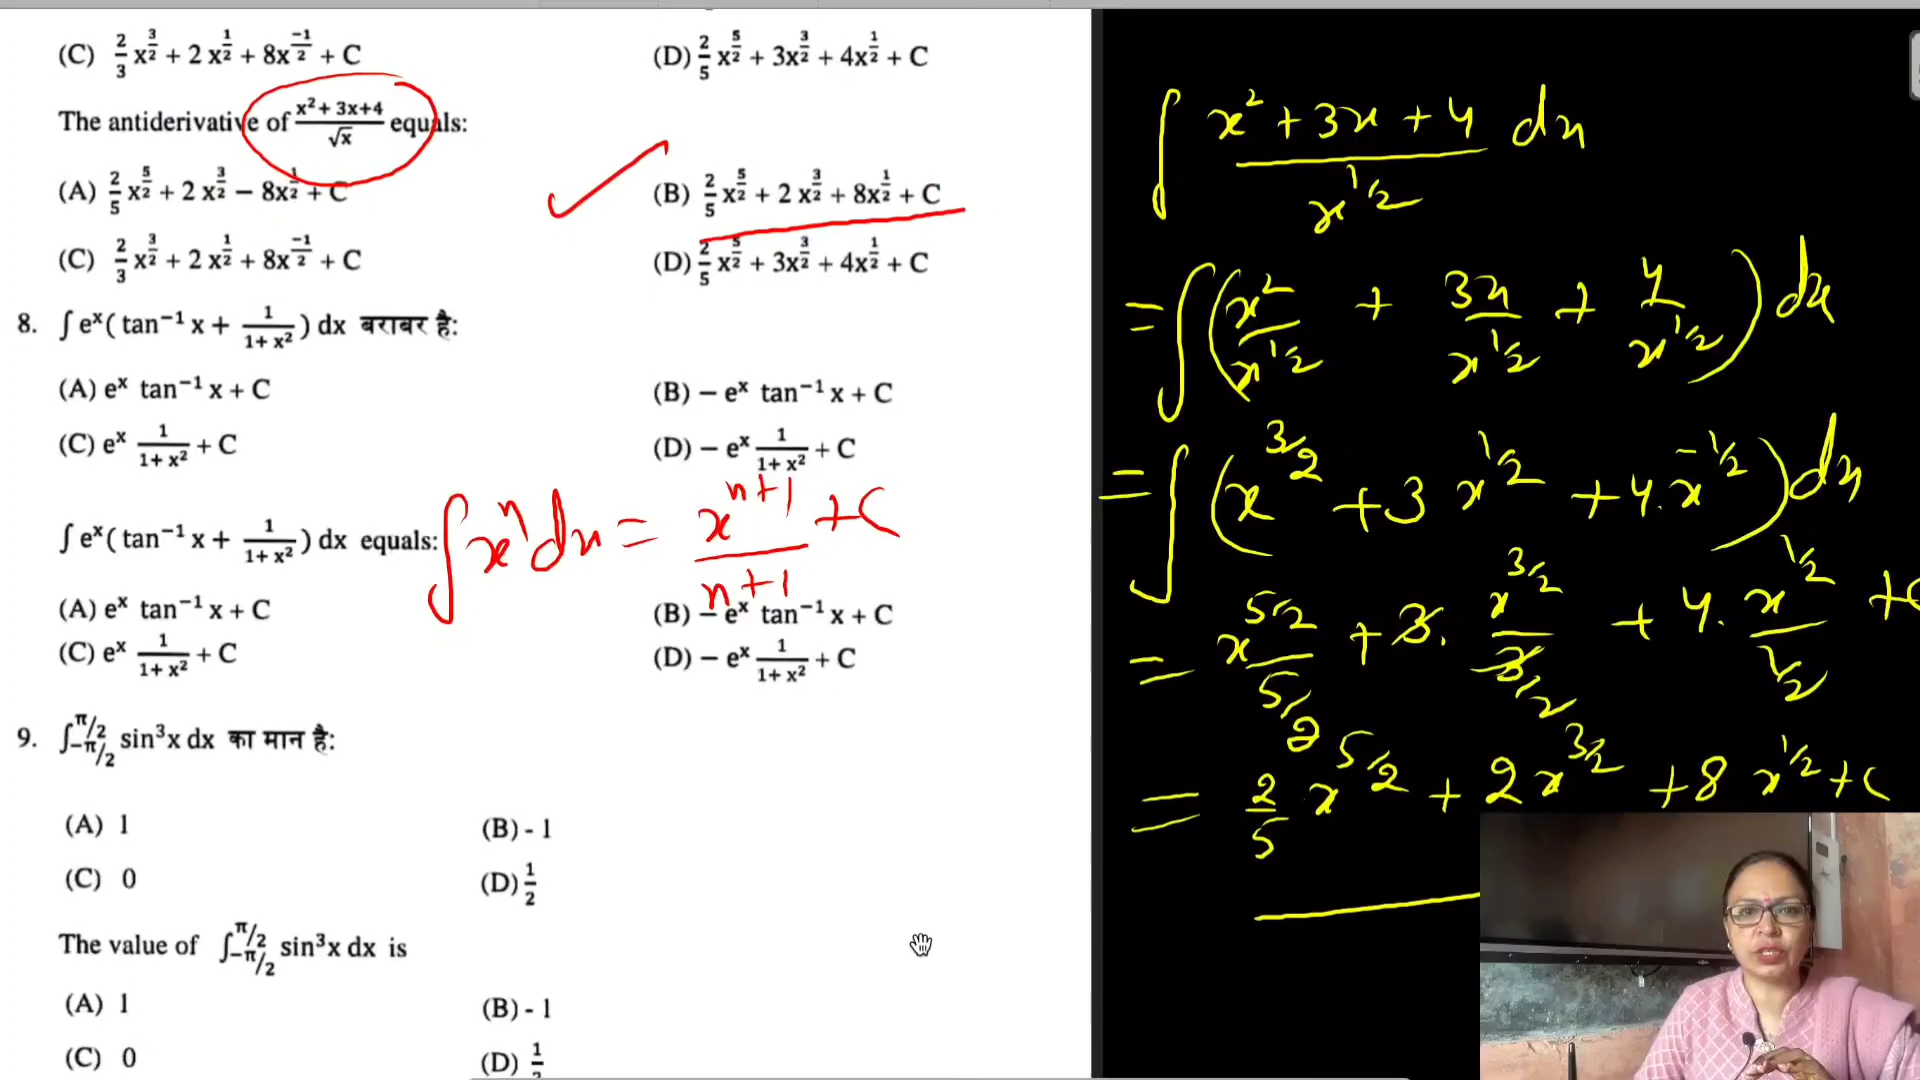 (C) 2/3 x^(3/2) + 2 x^(1/2) + 8x^(-1/2) + C
(D) 2/5 x^(5/2) + 3x^(3/2) + 4x^(1/2) + C
The antiderivative of (x² + 3x+4)/√x equals:
(A) 2/5 x^(5/2) + 2 x^(3/2) − 8x^(1/2) + C
(B) 2/5 x^(5/2) + 2 x^(3/2) + 8x^(1/2) + C
(C) 2/3 x^(3/2) + 2 x^(1/2) + 8x^(-1/2) + C
(D) 2/5 x^(5/2) + 3x^(3/2) + 4x^(1/2) + C
8. ∫ eˣ( tan⁻¹ x + 1/(1+ x²) ) dx बराबर है:
(A) eˣ tan⁻¹ x + C
(B) − eˣ tan⁻¹ x + C
(C) eˣ 1/(1+ x²) + C
(D) − eˣ 1/(1+ x²) + C
∫ eˣ( tan⁻¹ x + 1/(1+ x²) ) dx equals:
∫ xⁿ dx = x^(n+1)/(n+1) + C
(A) eˣ tan⁻¹ x + C
(B) − eˣ tan⁻¹ x + C
(C) eˣ 1/(1+ x²) + C
(D) − eˣ 1/(1+ x²) + C
9. ∫_(−π/2)^(π/2) sin³x dx का मान है:
(A) 1
(B) - 1
(C) 0
(D) 1/2
The value of ∫_(−π/2)^(π/2) sin³x dx is
(A) 1
(B) - 1
(C) 0
(D) 1/2
∫ (x² + 3x + 4)/x^(1/2) dx
= ∫ ( x²/x^(1/2) + 3x/x^(1/2) + 4/x^(1/2) ) dx
= ∫ ( x^(3/2) + 3 x^(1/2) + 4. x^(-1/2) ) dx
= x^(5/2)/(5/2) + 3. x^(3/2)/(3/2) + 4. x^(1/2)/(1/2) + C
= 2/5 x^(5/2) + 2x^(3/2) + 8 x^(1/2) + C